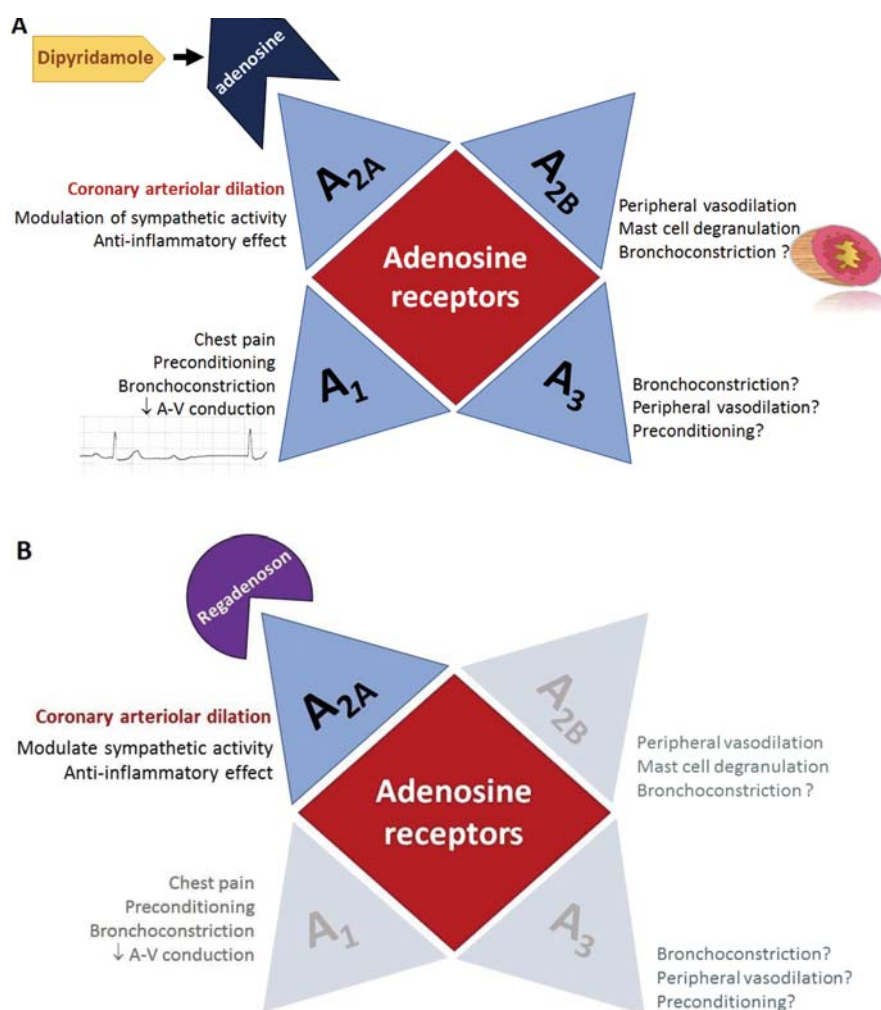 A
Dipyridamole
adenosine
A2A
A2B
Coronary arteriolar dilation
Modulation of sympathetic activity
Anti-inflammatory effect
Peripheral vasodilation
Mast cell degranulation
Bronchoconstriction ?
Adenosine
receptors
Chest pain
Preconditioning
Bronchoconstriction
↓ A-V conduction
A1
A3
Bronchoconstriction?
Peripheral vasodilation?
Preconditioning?
B
Regadenoson
A2A
A2B
Coronary arteriolar dilation
Modulate sympathetic activity
Anti-inflammatory effect
Peripheral vasodilation
Mast cell degranulation
Bronchoconstriction ?
Adenosine
receptors
Chest pain
Preconditioning
Bronchoconstriction
↓ A-V conduction
A1
A3
Bronchoconstriction?
Peripheral vasodilation?
Preconditioning?